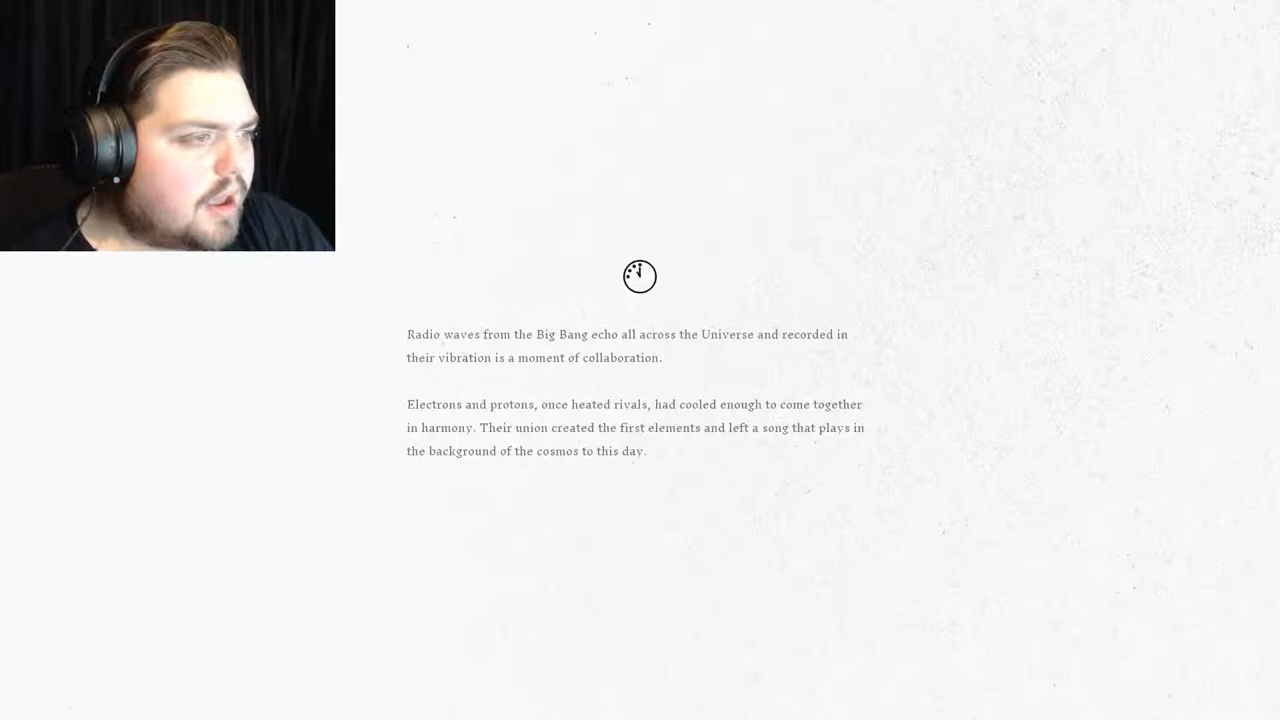 Radio waves from the Big Bang echo all across the Universe and recorded in
their vibration is a moment of collaboration.
Electrons and protons, once heated rivals, had cooled enough to come together
in harmony. Their union created the first elements and left a song that plays in
the background of the cosmos to this day.